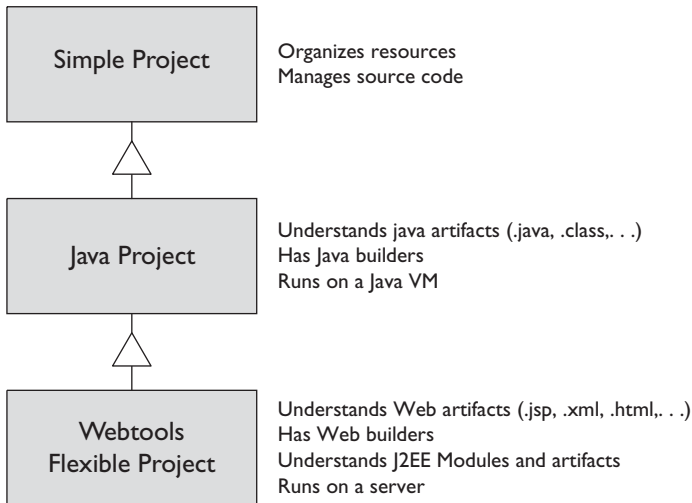 Simple Project
Organizes resources
Manages source code
Java Project
Understands java artifacts (.java, .class,. . .)
Has Java builders
Runs on a Java VM
Webtools
Flexible Project
Understands Web artifacts (.jsp, .xml, .html,. . .)
Has Web builders
Understands J2EE Modules and artifacts
Runs on a server